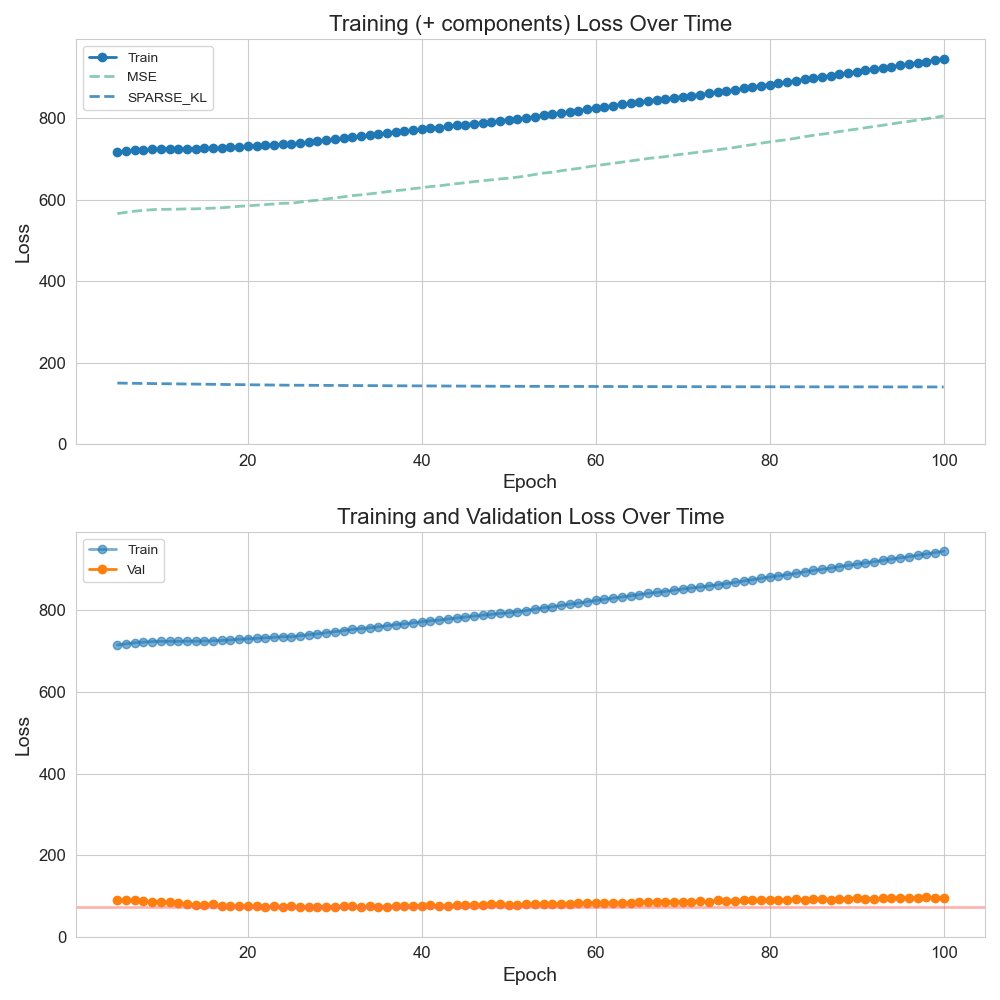 Training (+ components) Loss Over Time
Train
MSE
SPARSE_KL
Loss
800
600
400
200
0
20 40 60 80 100
Epoch
Training and Validation Loss Over Time
Train
Val
Loss
800
600
400
200
0
20 40 60 80 100
Epoch